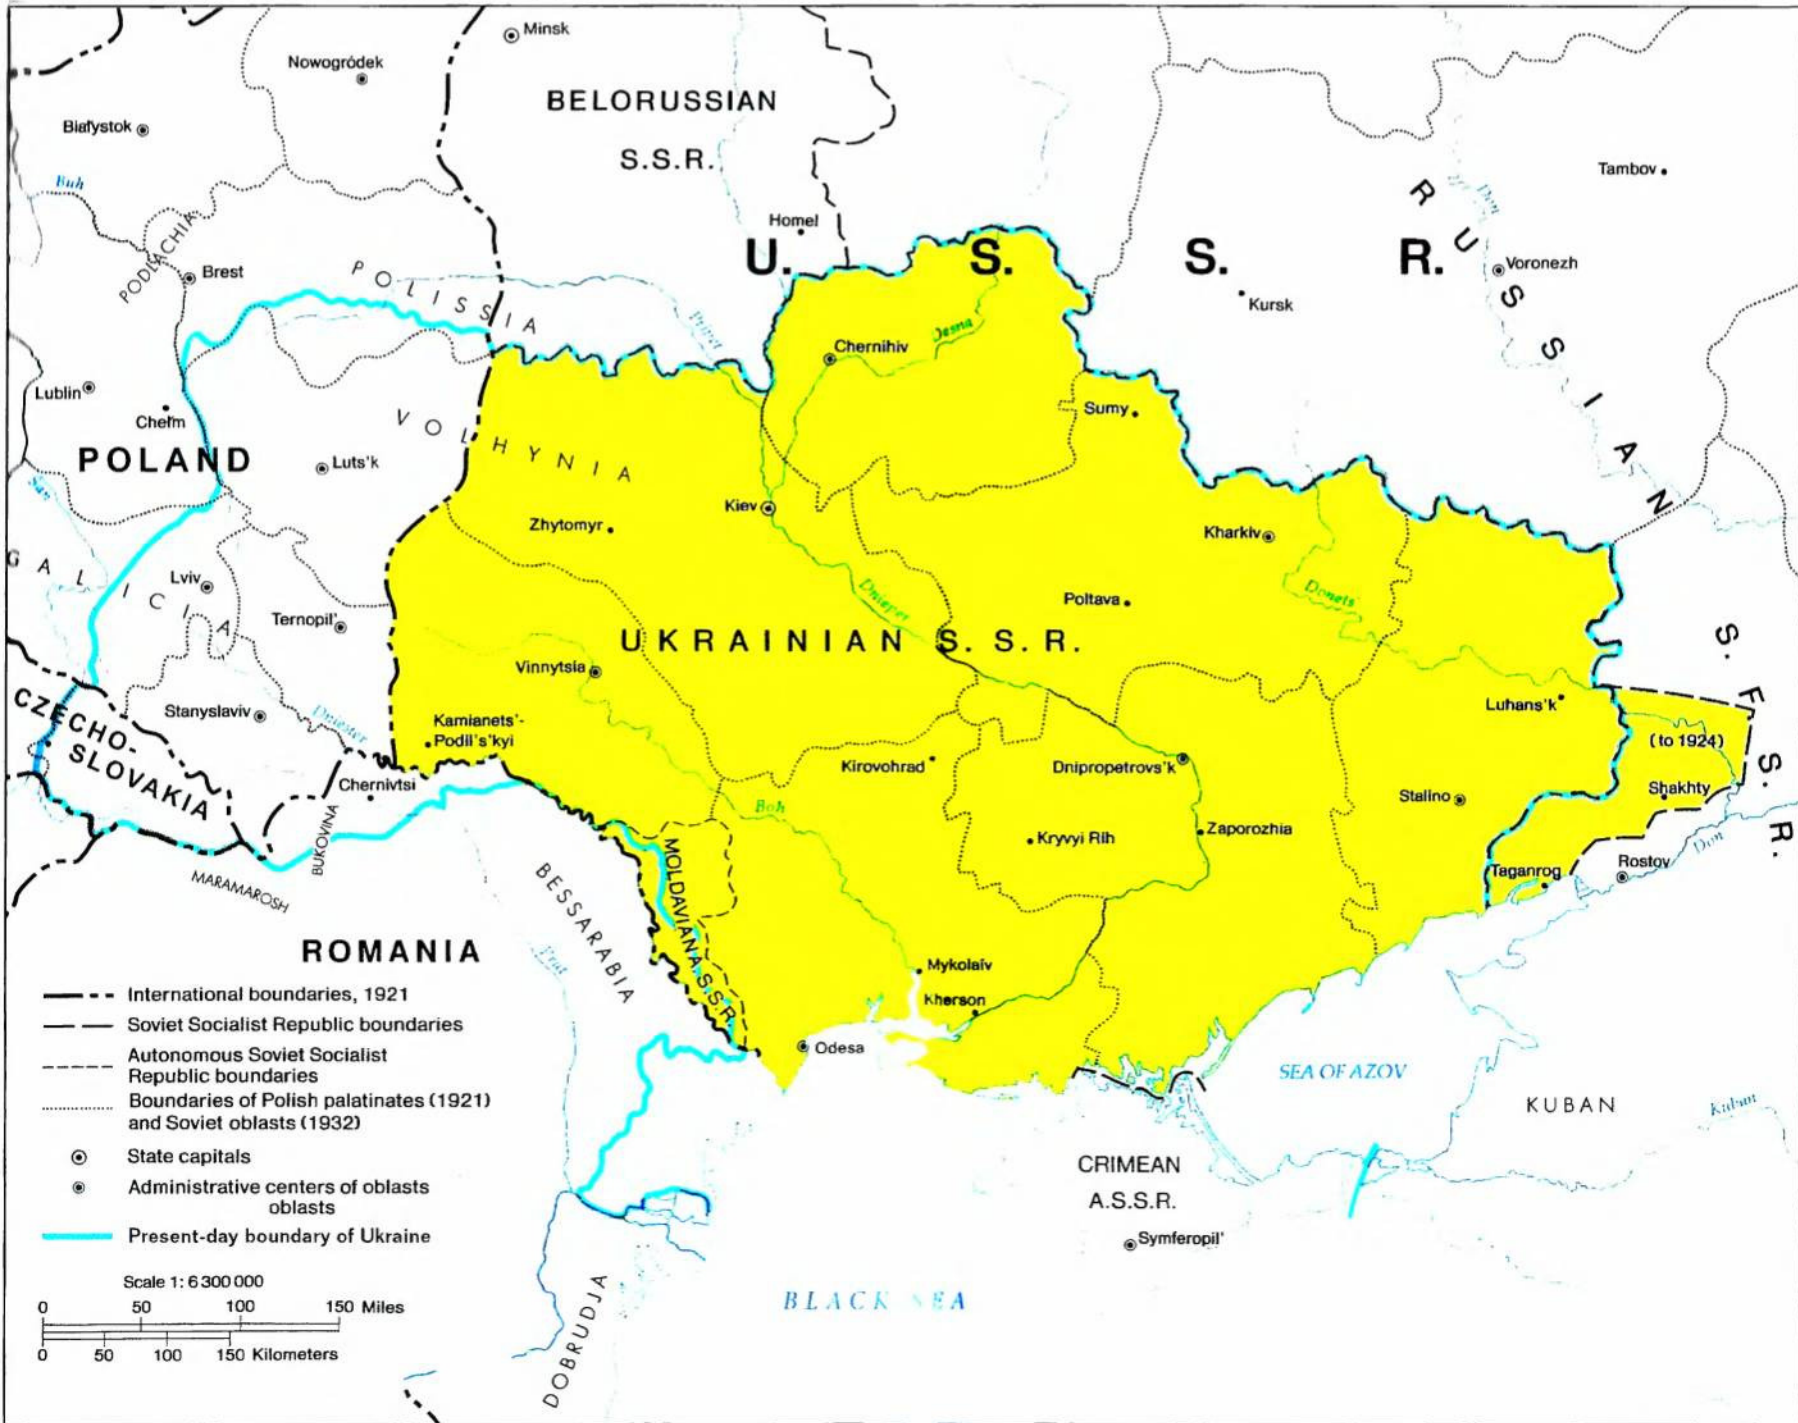 Minsk
Nowogródek
BELORUSSIAN
S.S.R.
Białystok
Tambov
Buh
Don
PODLACHIA
Homel
U. S. S. R.
RUSSIAN S. F. S. R.
Brest
POLISSIA
Voronezh
Kursk
Pripet
Desna
Chernihiv
Lublin
Chełm
Sumy
VOLHYNIA
POLAND
Luts'k
San
Kiev
Zhytomyr
Kharkiv
GALICIA
Lviv
Dnieper
Donets'
Poltava
Ternopil'
UKRAINIAN S. S. R.
Vinnytsia
CZECHO-
SLOVAKIA
Stanyslaviv
Dniester
Kamianets'-
Podil's'kyi
Luhans'k
(to 1924)
Kirovohrad
Dnipropetrovs'k
Chernivtsi
Shakhty
Stalino
Boh
BUKOVINA
Kryvyi Rih
Zaporozhia
Don
MOLDAVIAN A.S.S.R.
Rostov
Taganrog
MARAMAROSH
BESSARABIA
ROMANIA
Prut
Mykolaïv
Kherson
Odesa
SEA OF AZOV
KUBAN
Kuban
CRIMEAN
A.S.S.R.
Symferopil'
BLACK SEA
DOBRUDJA
International boundaries, 1921
Soviet Socialist Republic boundaries
Autonomous Soviet Socialist
Republic boundaries
Boundaries of Polish palatinates (1921)
and Soviet oblasts (1932)
State capitals
Administrative centers of oblasts
oblasts
Present-day boundary of Ukraine
Scale 1: 6 300 000
0 50 100 150 Miles
0 50 100 150 Kilometers